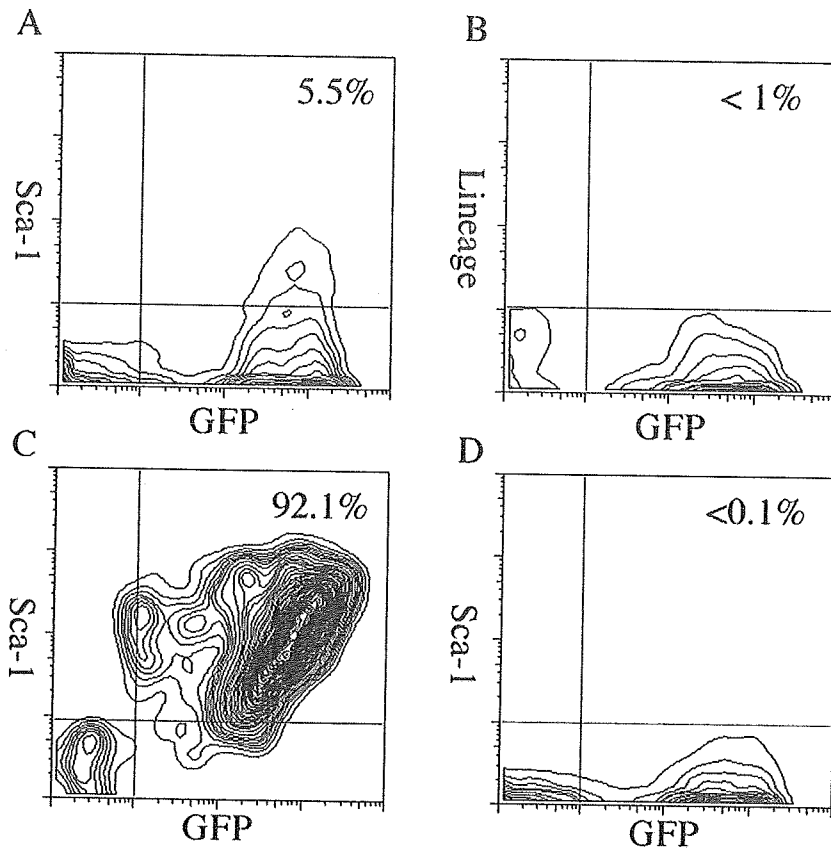 A
5.5%
Sca-1
GFP
B
< 1%
Lineage
GFP
C
92.1%
Sca-1
GFP
D
<0.1%
Sca-1
GFP